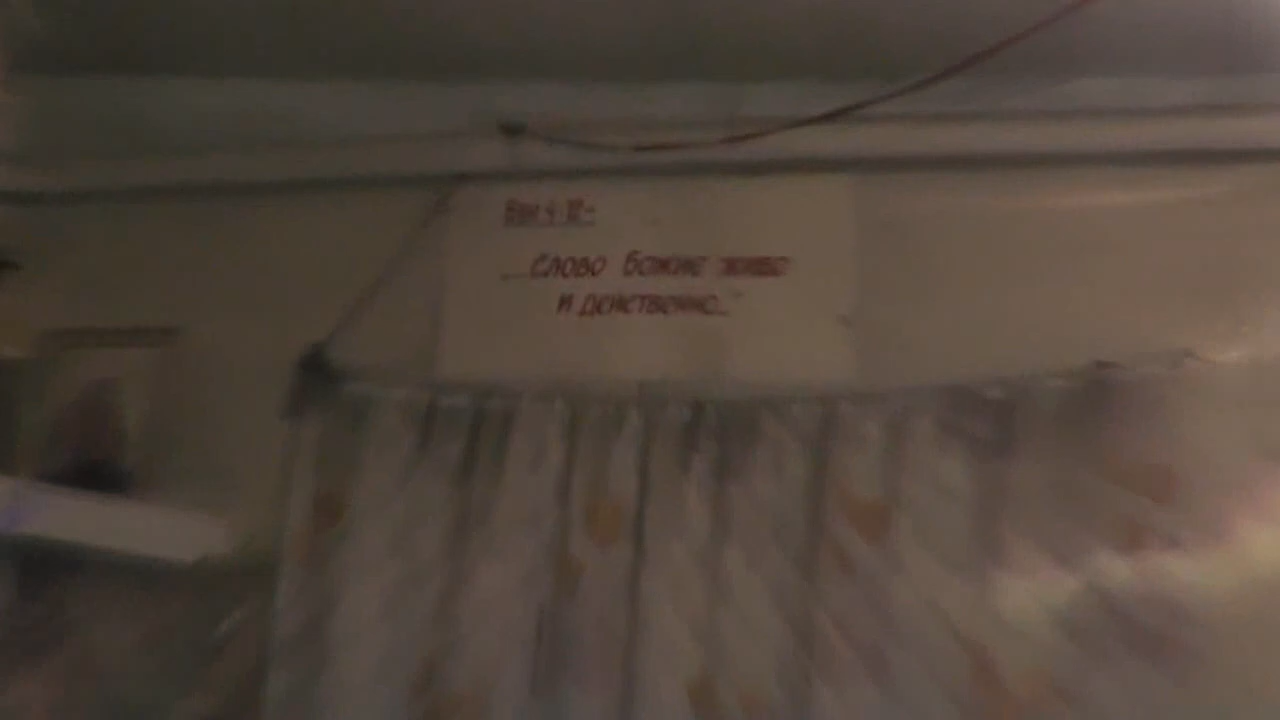 „Слово Божие живо
и действенно..."